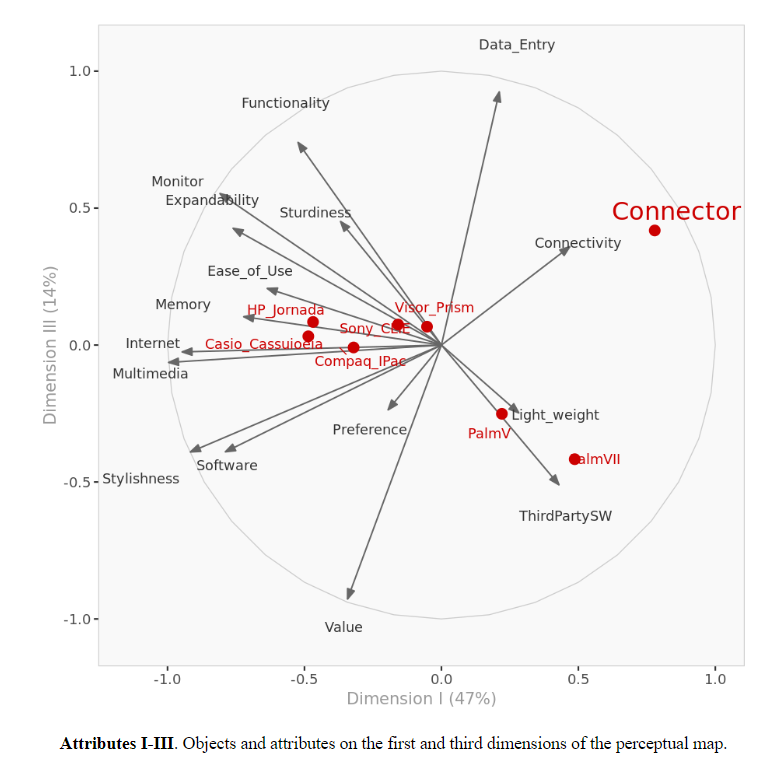 Data_Entry
1.0
Functionality
Monitor
Expandability
0.5
Sturdiness
Connector
Connectivity
Ease_of_Use
Memory
HP_Jornada
Visor_Prism
Sony_CLIE
Internet
Casio_Cassuioeia
0.0
Compaq_IPac
Multimedia
Dimension III (14%)
Light_weight
Preference
PalmV
PalmVII
Software
Stylishness
-0.5
ThirdPartySW
-1.0
Value
-1.0
-0.5
0.0
0.5
1.0
Dimension I (47%)
Attributes I-III. Objects and attributes on the first and third dimensions of the perceptual map.